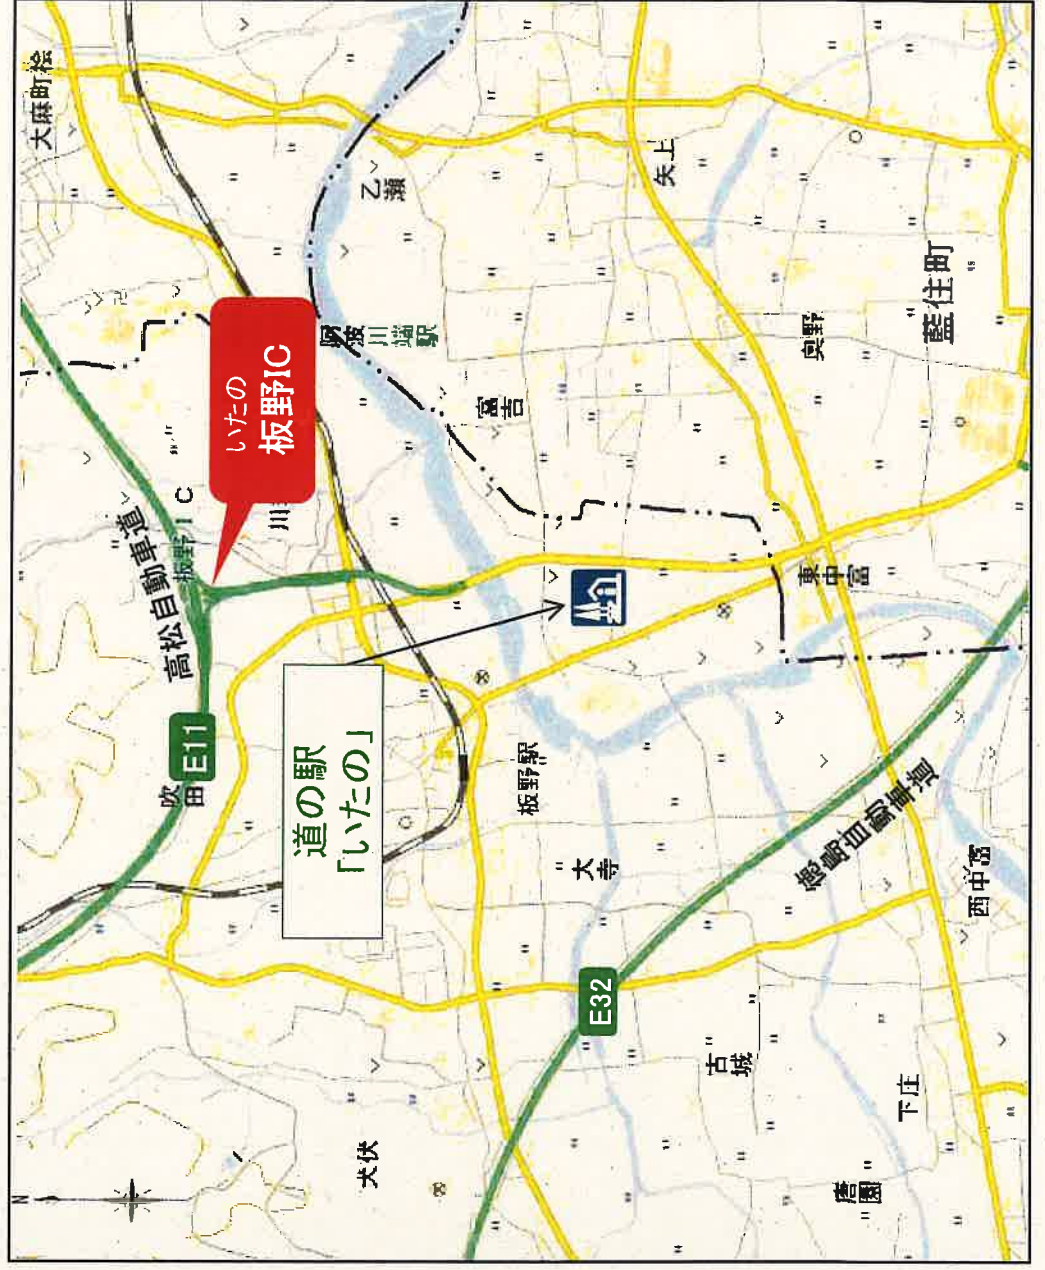 大麻町桧
乙瀬
矢上
いたの
板野IC
阿波川端駅
富吉
奥野
藍住町
高松自動車道
板野IC
川
東中富
E11
吹田
道の駅
「いたの」
板野駅
大寺
徳島自動車道
西中富
E32
古城
下庄
犬伏
唐園
N